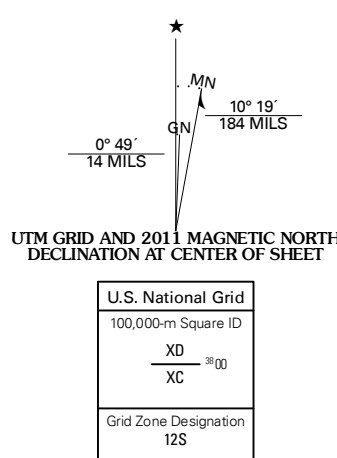 ★
MN
10° 19´
184 MILS
GN
0° 49´
14 MILS
UTM GRID AND 2011 MAGNETIC NORTH
DECLINATION AT CENTER OF SHEET
U.S. National Grid
100,000-m Square ID
XD
3800
XC
Grid Zone Designation
12S